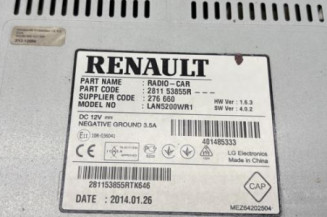 RENAULT
PART NAME : RADIO-CAR
PART CODE : 2811 53855R - - - -
SUPPLIER CODE : 276 660
MODEL NO : LAN5200WR1
HW Ver : 1.6.3
SW Ver : 4.0.2
DC 12V
NEGATIVE GROUND 3.5A
401485333
LG Electronics
Made in Vietnam
281153855RTK646
CAP
DATE : 2014.01.26
MEZ64202504